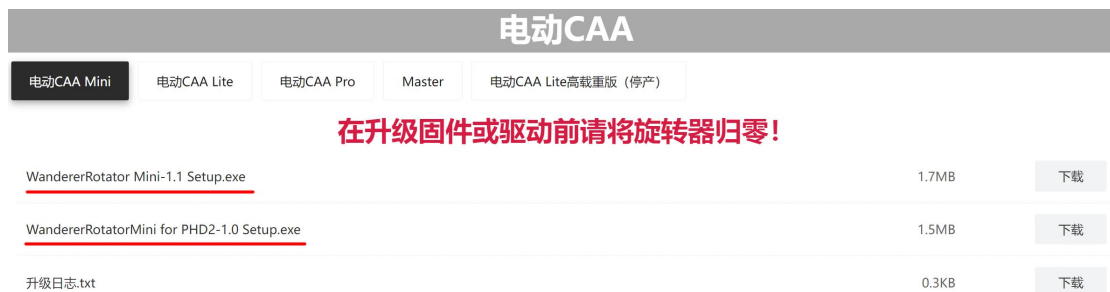 电动CAA
电动CAA Mini 电动CAA Lite 电动CAA Pro Master 电动CAA Lite高载重版（停产）
在升级固件或驱动前请将旋转器归零！
WandererRotator Mini-1.1 Setup.exe 1.7MB 下载
WandererRotatorMini for PHD2-1.0 Setup.exe 1.5MB 下载
升级日志.txt 0.3KB 下载